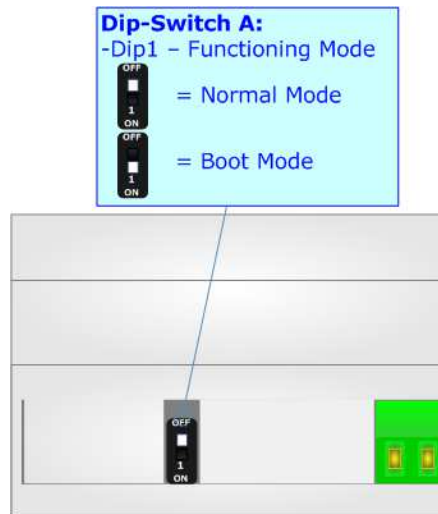 Dip-Switch A:
-Dip1 – Functioning Mode
OFF
1
ON
= Normal Mode
OFF
1
ON
= Boot Mode
OFF
1
ON